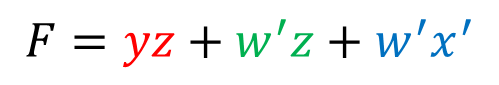 F = yz + w′z + w′x′